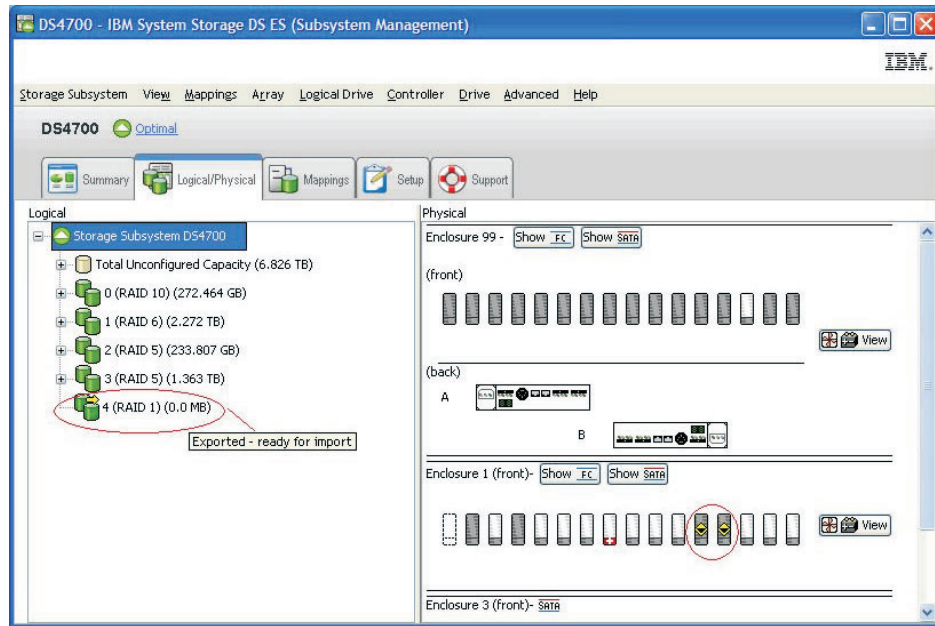 DS4700 - IBM System Storage DS ES (Subsystem Management)
IBM.
Storage Subsystem View Mappings Array Logical Drive Controller Drive Advanced Help
DS4700 Optimal
Summary Logical/Physical Mappings Setup Support
Logical
Storage Subsystem DS4700
Total Unconfigured Capacity (6.826 TB)
0 (RAID 10) (272.464 GB)
1 (RAID 6) (2.272 TB)
2 (RAID 5) (233.807 GB)
3 (RAID 5) (1.363 TB)
4 (RAID 1) (0.0 MB)
Exported - ready for import
Physical
Enclosure 99 - Show FC Show SATA
(front)
View
(back)
A
B
Enclosure 1 (front)- Show FC Show SATA
View
Enclosure 3 (front)- SATA